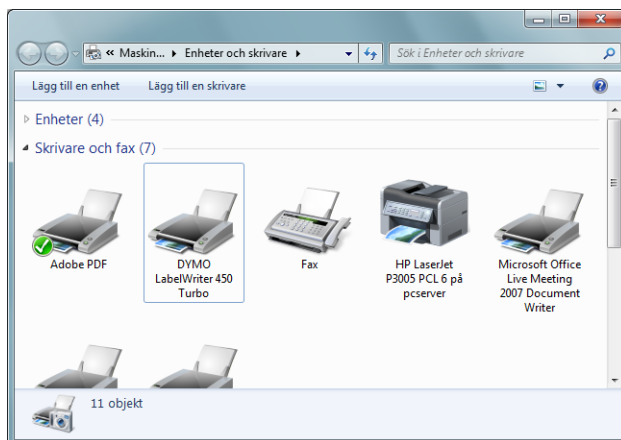 « Maskin... ▸ Enheter och skrivare ▸ Sök i Enheter och skrivare
Lägg till en enhet Lägg till en skrivare
Enheter (4)
Skrivare och fax (7)
Adobe PDF
DYMO
LabelWriter 450
Turbo
Fax
HP LaserJet
P3005 PCL 6 på
pcserver
Microsoft Office
Live Meeting
2007 Document
Writer
11 objekt